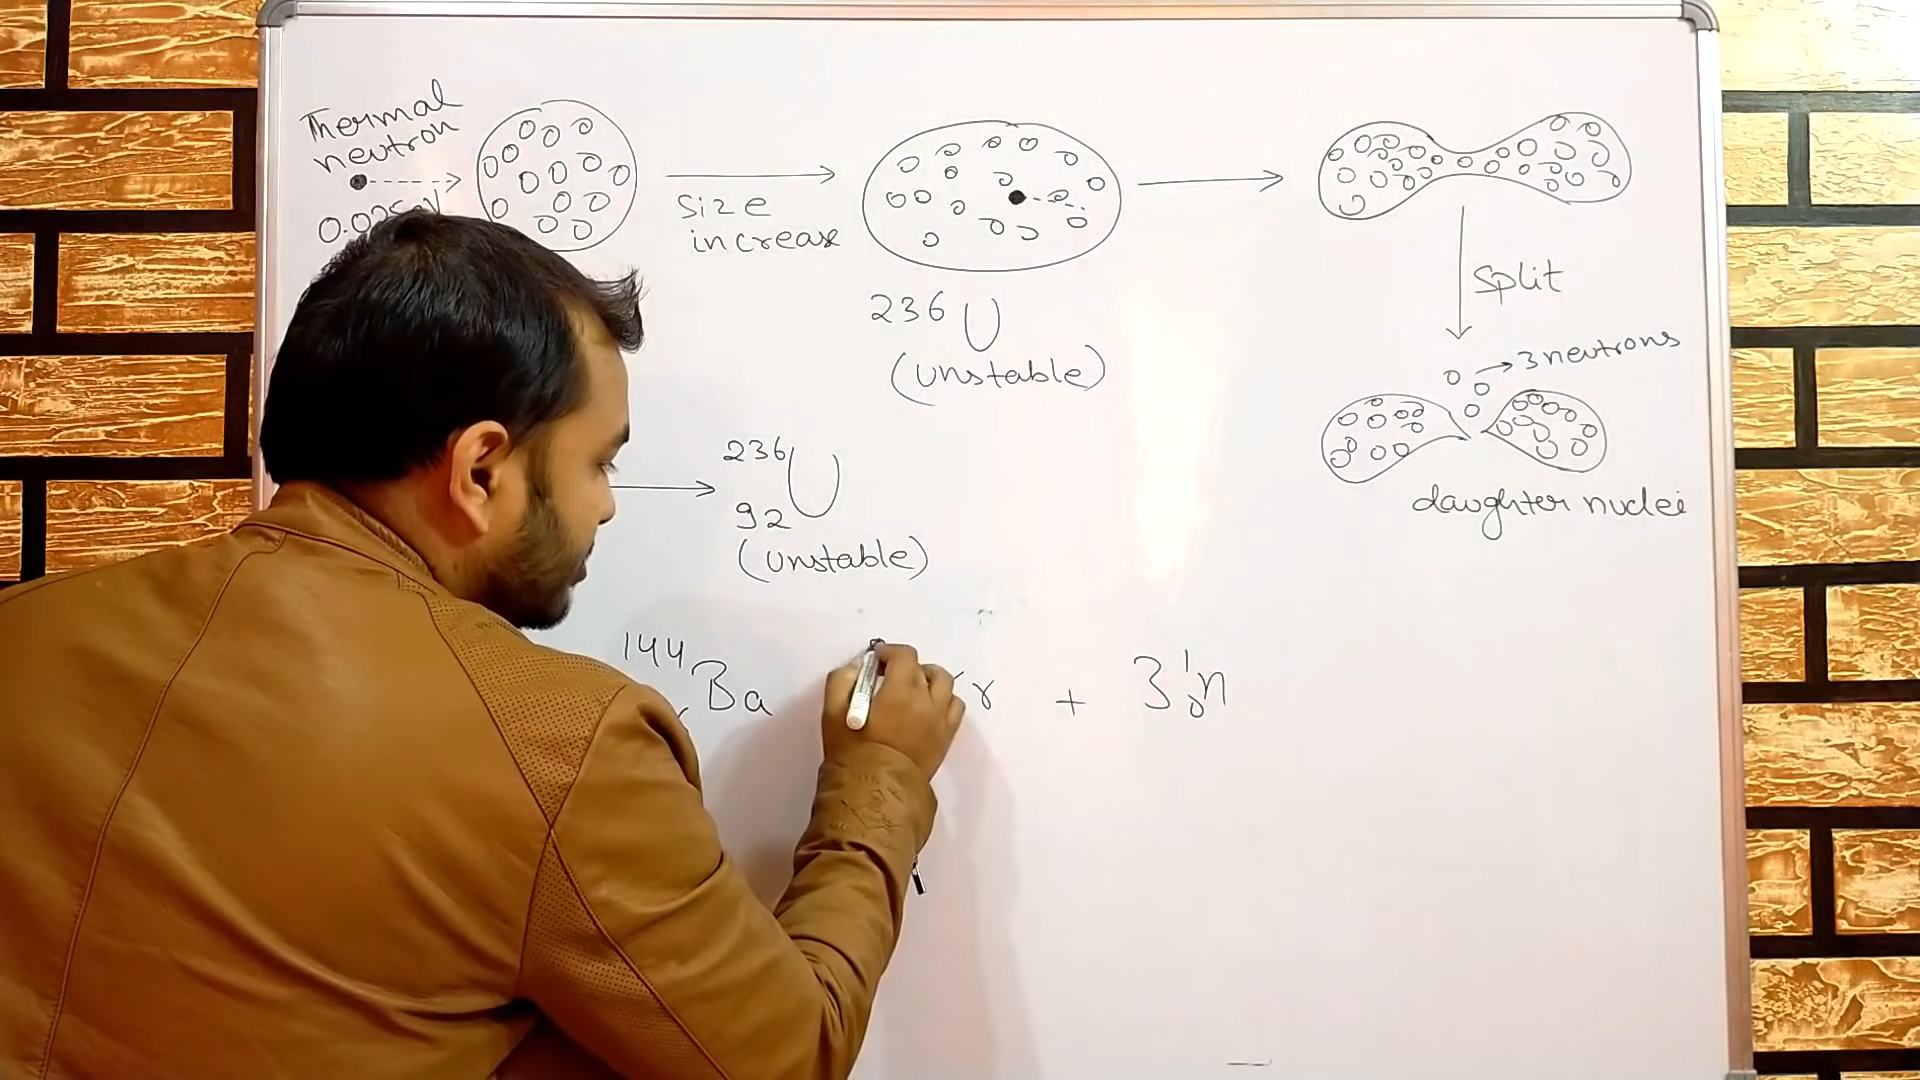 Thermal
neutron
size
increase
236 U
(unstable)
split
3 neutrons
daughter nuclei
236
92 U
(unstable)
144 Ba
r + 3 1 0 n